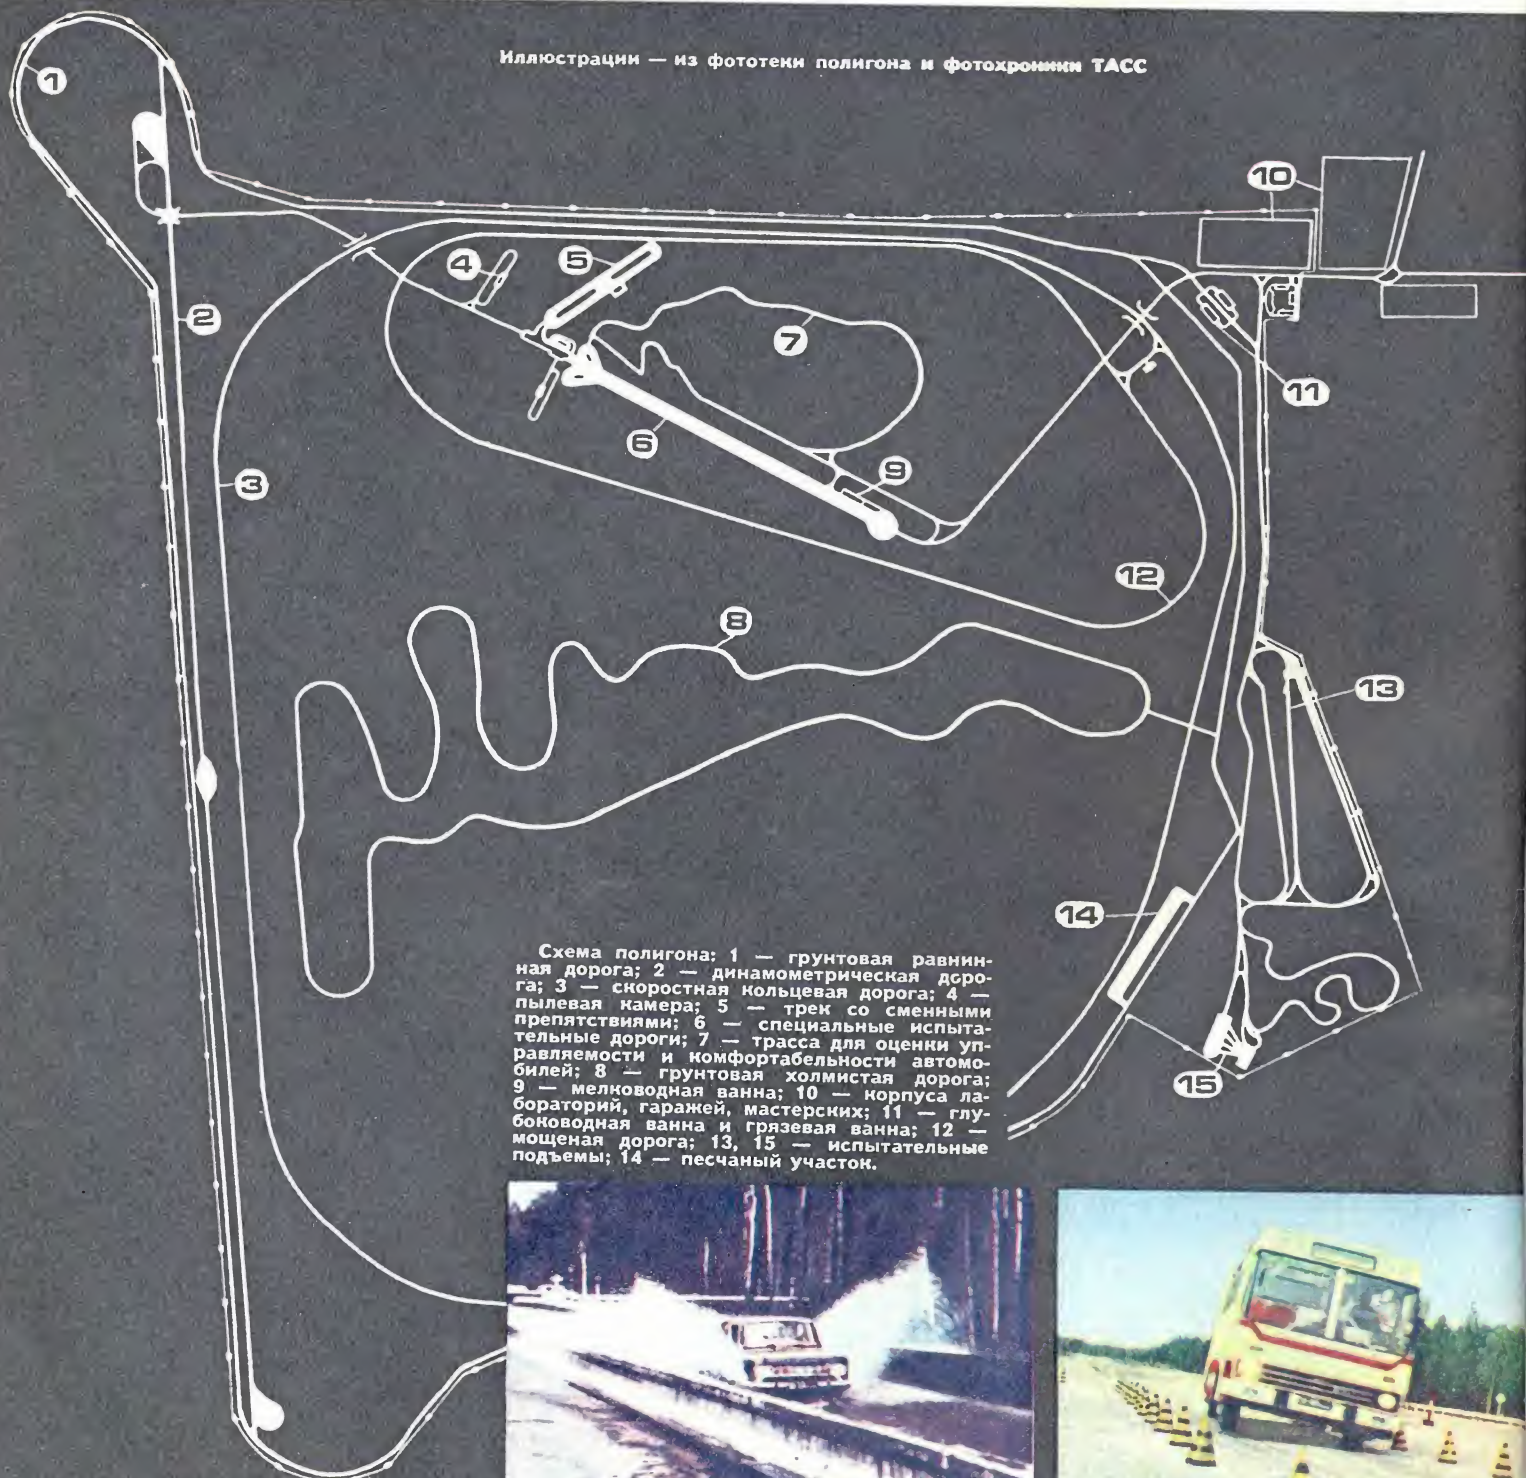 Иллюстрации — из фототеки полигона и фотохроники ТАСС
1
10
4
5
2
7
11
6
9
3
12
8
13
14
Схема полигона: 1 — грунтовая равнин-
ная дорога; 2 — динамометрическая доро-
га; 3 — скоростная кольцевая дорога; 4 —
пылевая камера; 5 — трек со сменными
препятствиями; 6 — специальные испыта-
тельные дороги; 7 — трасса для оценки уп-
равляемости и комфортабельности автомо-
билей; 8 — грунтовая холмистая дорога;
9 — мелководная ванна; 10 — корпуса ла-
бораторий, гаражей, мастерских; 11 — глу-
боководная ванна и грязевая ванна; 12 —
мощеная дорога; 13, 15 — испытательные
подъемы; 14 — песчаный участок.
15
1